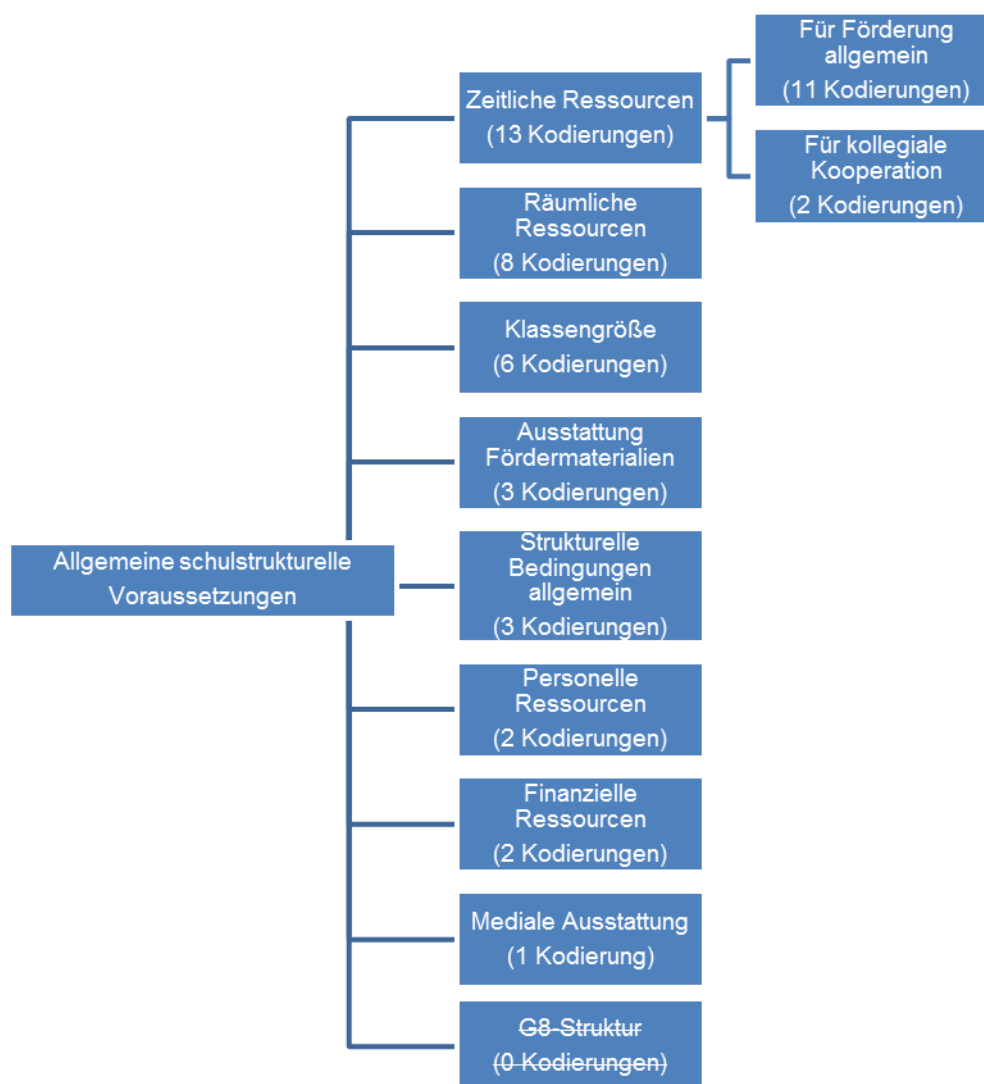 Für Förderung
allgemein
(11 Kodierungen)
Zeitliche Ressourcen
(13 Kodierungen)
Für kollegiale
Kooperation
(2 Kodierungen)
Räumliche
Ressourcen
(8 Kodierungen)
Klassengröße
(6 Kodierungen)
Ausstattung
Fördermaterialien
(3 Kodierungen)
Allgemeine schulstrukturelle
Voraussetzungen
Strukturelle
Bedingungen
allgemein
(3 Kodierungen)
Personelle
Ressourcen
(2 Kodierungen)
Finanzielle
Ressourcen
(2 Kodierungen)
Mediale Ausstattung
(1 Kodierung)
G8-Struktur
(0 Kodierungen)